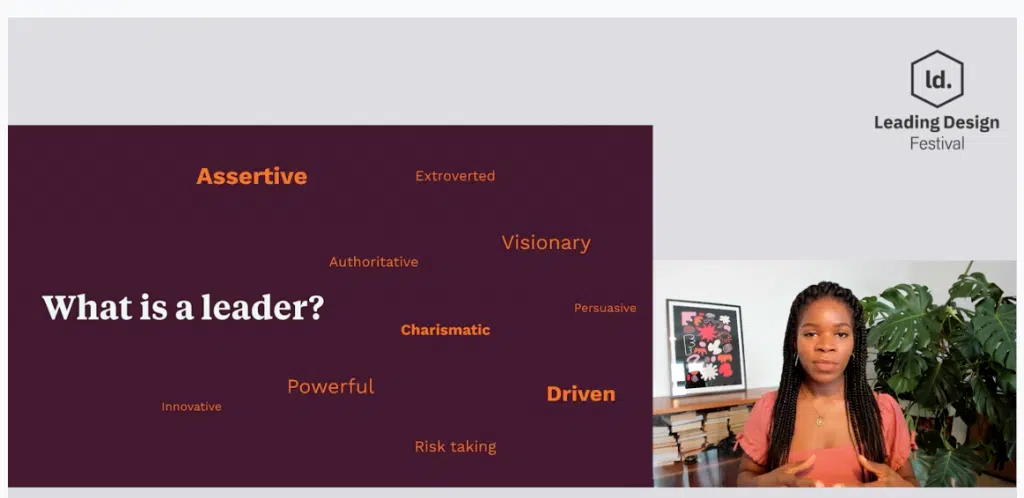 ld.
Leading Design
Festival
Assertive
Extroverted
Visionary
Authoritative
What is a leader?
Persuasive
Charismatic
Powerful
Driven
Innovative
Risk taking